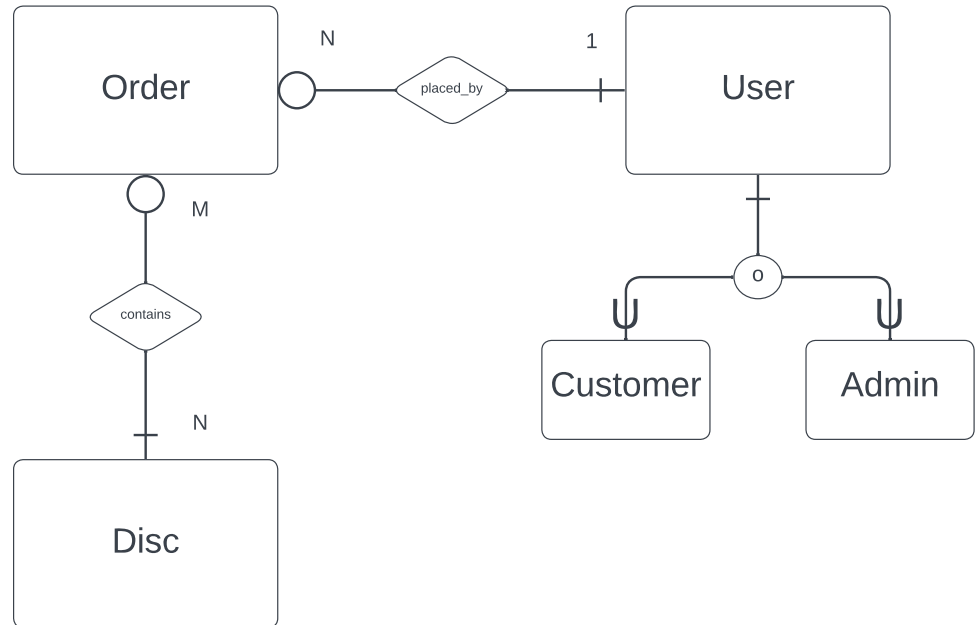 N
1
Order
placed_by
User
M
o
contains
Customer
Admin
N
Disc